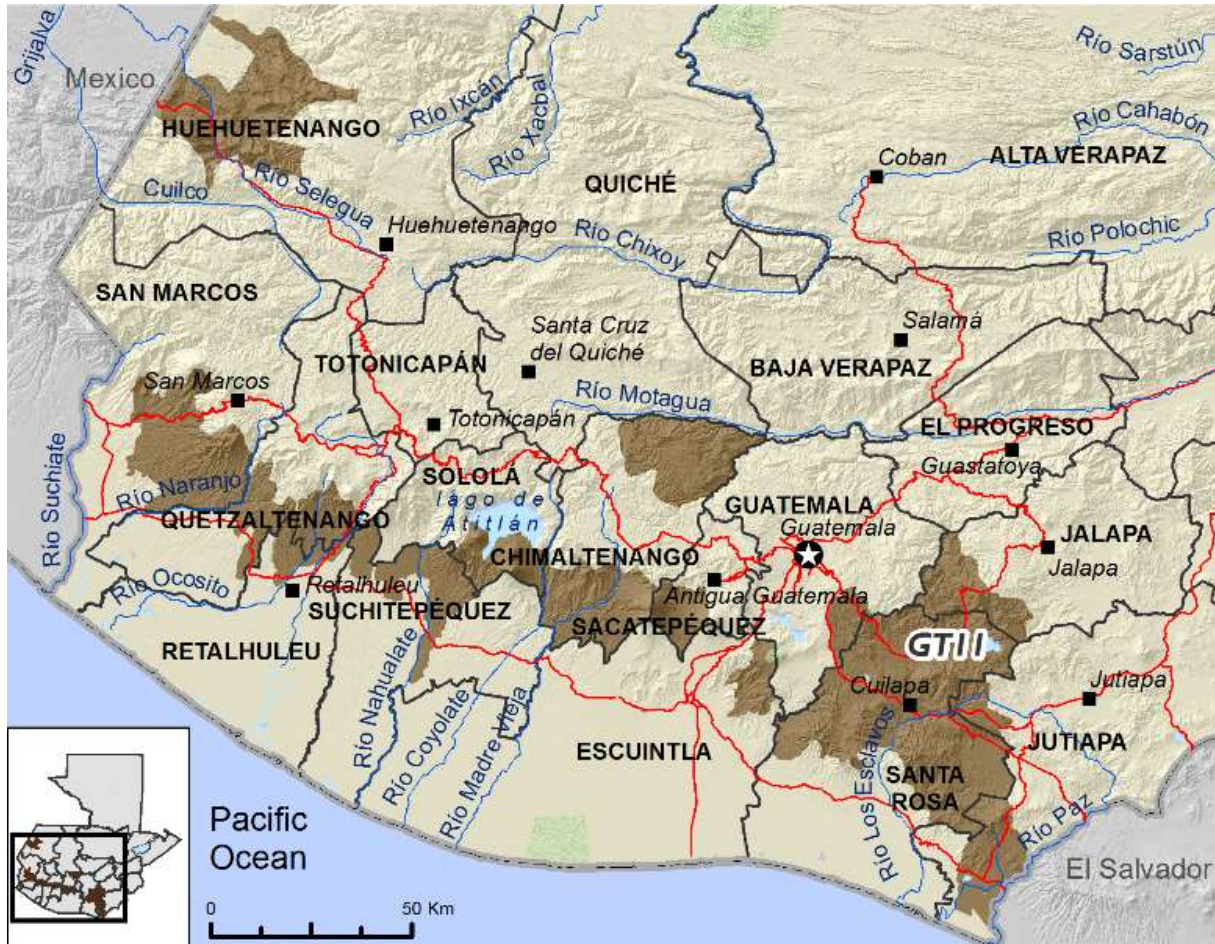 Grijalva
Mexico
HUEHUETENANGO
Río Ixcán
Río Xacbal
Río Sarstún
Río Cahabón
Coban
ALTA VERAPAZ
QUICHÉ
Cuilco
Río Selegua
Huehuetenango
Río Chixoy
Río Polochic
SAN MARCOS
Santa Cruz
del Quiché
Salamá
TOTONICAPÁN
BAJA VERAPAZ
San Marcos
Río Motagua
Totonicapán
EL PROGRESO
Guastatoya
SOLOLÁ
Río Suchiate
Río Naranjo
lago de
Atitlán
GUATEMALA
Guatemala
QUETZALTENANGO
CHIMALTENANGO
JALAPA
Jalapa
Río Ocosito
Retalhuleu
Antigua Guatemala
SUCHITEPÉQUEZ
SACATEPÉQUEZ
RETALHULEU
GTI I
Cuilapa
Jutiapa
Río Nahualate
Río Coyolate
Río Madre Vieja
ESCUINTLA
Río Los Esclavos
JUTIAPA
SANTA
ROSA
Río Paz
Pacific
Ocean
El Salvador
0 50 Km